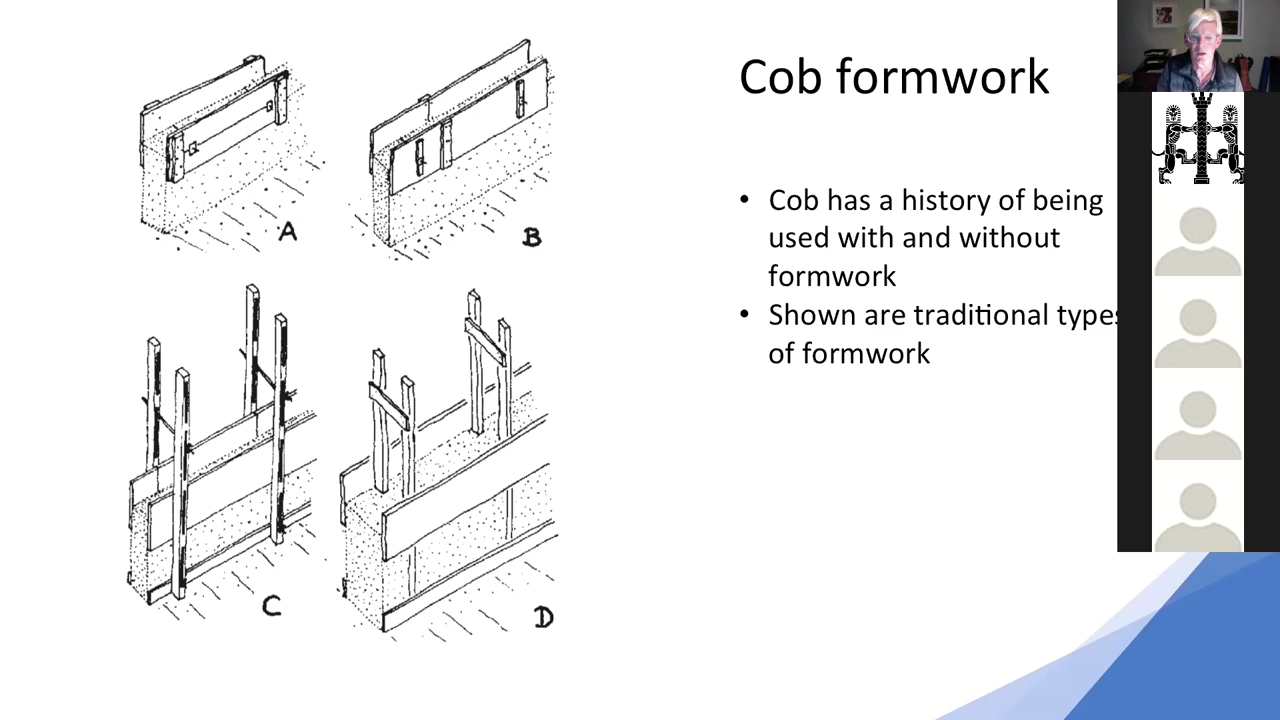 Cob formwork
• Cob has a history of being
used with and without
formwork
• Shown are traditional types
of formwork
A
B
C
D